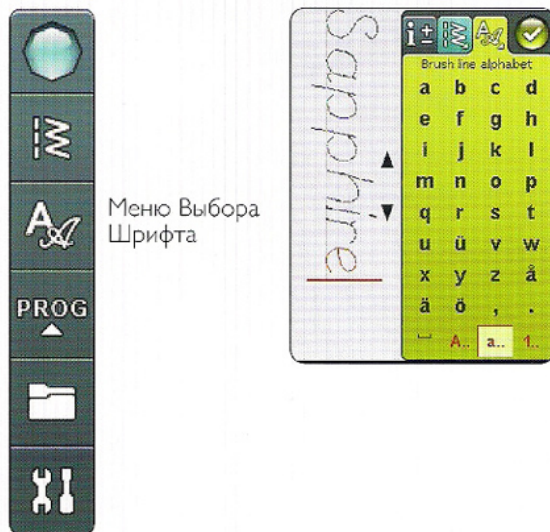 PROG
Меню Выбора
Шрифта
Sapphire
i ±
Brush line alphabet
a b c d
e f g h
i j k l
m n o p
q r s t
u ü v w
x y z å
ä ö , .
A.. a.. 1..